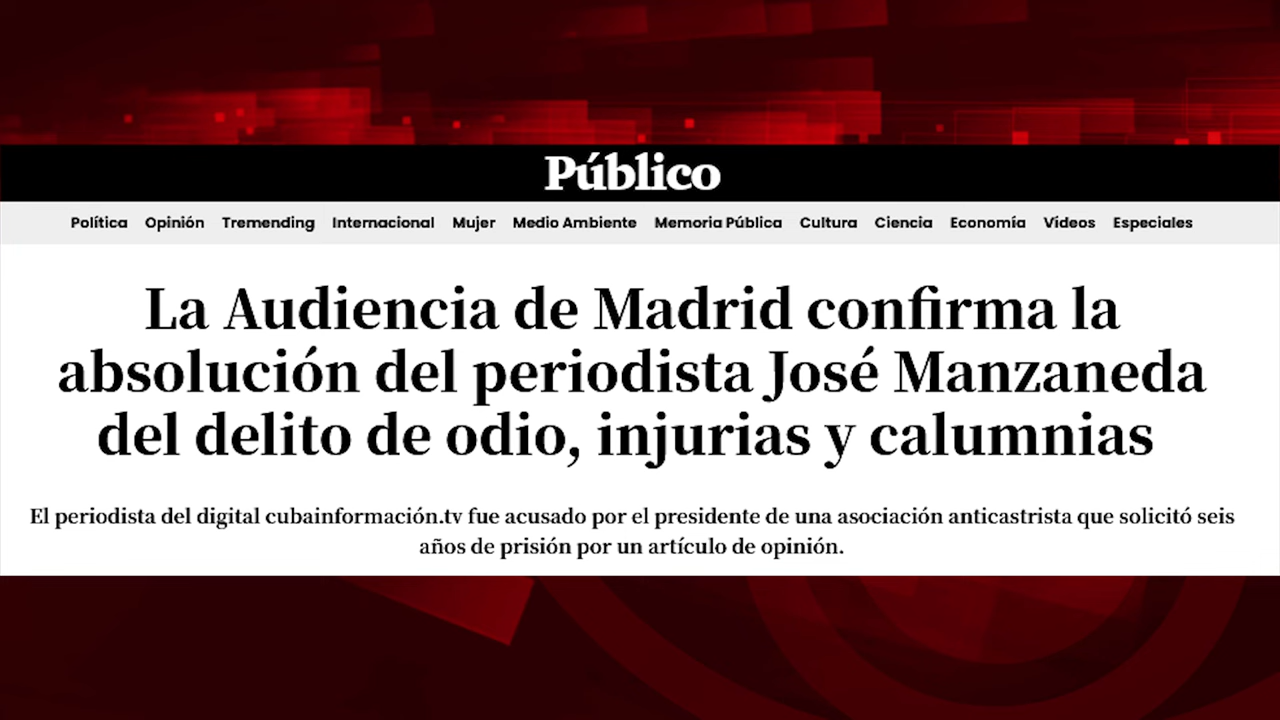 Público
Política Opinión Tremending Internacional Mujer Medio Ambiente Memoria Pública Cultura Ciencia Economía Vídeos Especiales
La Audiencia de Madrid confirma la
absolución del periodista José Manzaneda
del delito de odio, injurias y calumnias
El periodista del digital cubainformación.tv fue acusado por el presidente de una asociación anticastrista que solicitó seis
años de prisión por un artículo de opinión.